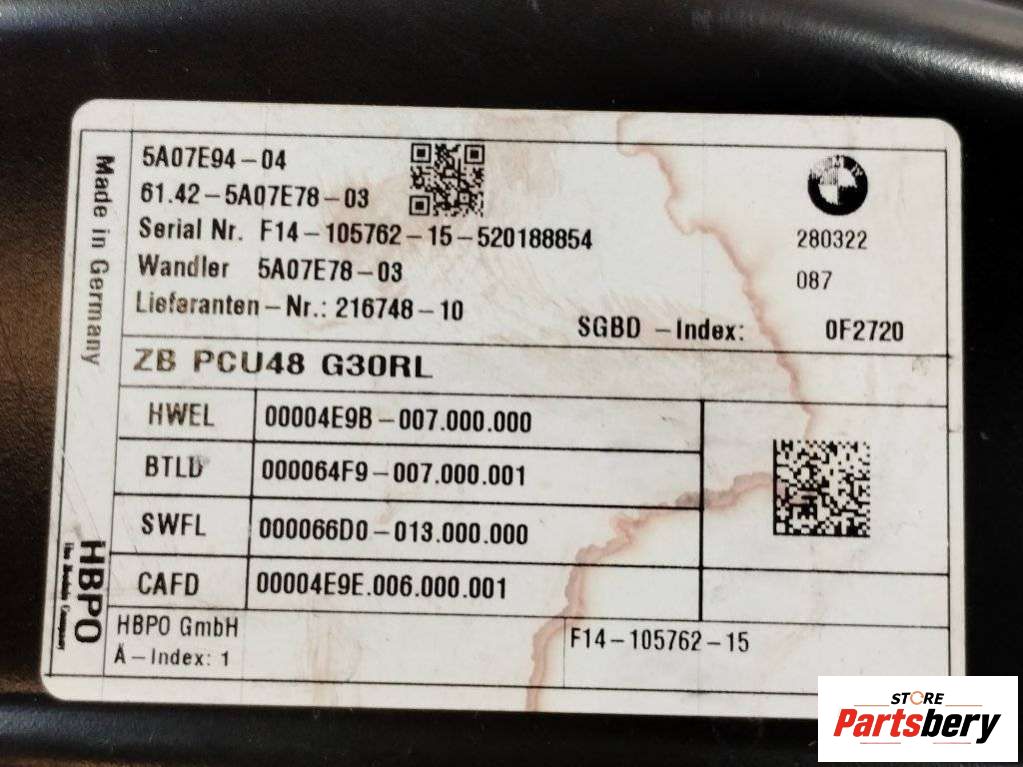 5A07E94-04
61.42-5A07E78-03
Serial Nr. F14-105762-15-520188854
280322
Wandler 5A07E78-03
087
Lieferanten-Nr.: 216748-10
SGBD -Index: 0F2720
Made in Germany
ZB PCU48 G30RL
HWEL 00004E9B-007.000.000
BTLD 000064F9-007.000.001
SWFL 000066D0-013.000.000
CAFD 00004E9E.006.000.001
HBPO
Company
HBPO GmbH
F14-105762-15
Ä-Index: 1
STORE
Partsbery